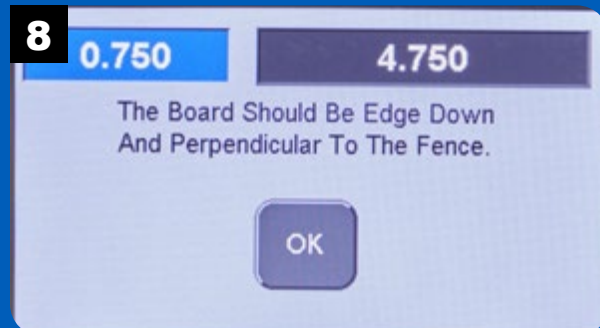 8
0.750 4.750
The Board Should Be Edge Down
And Perpendicular To The Fence.
OK